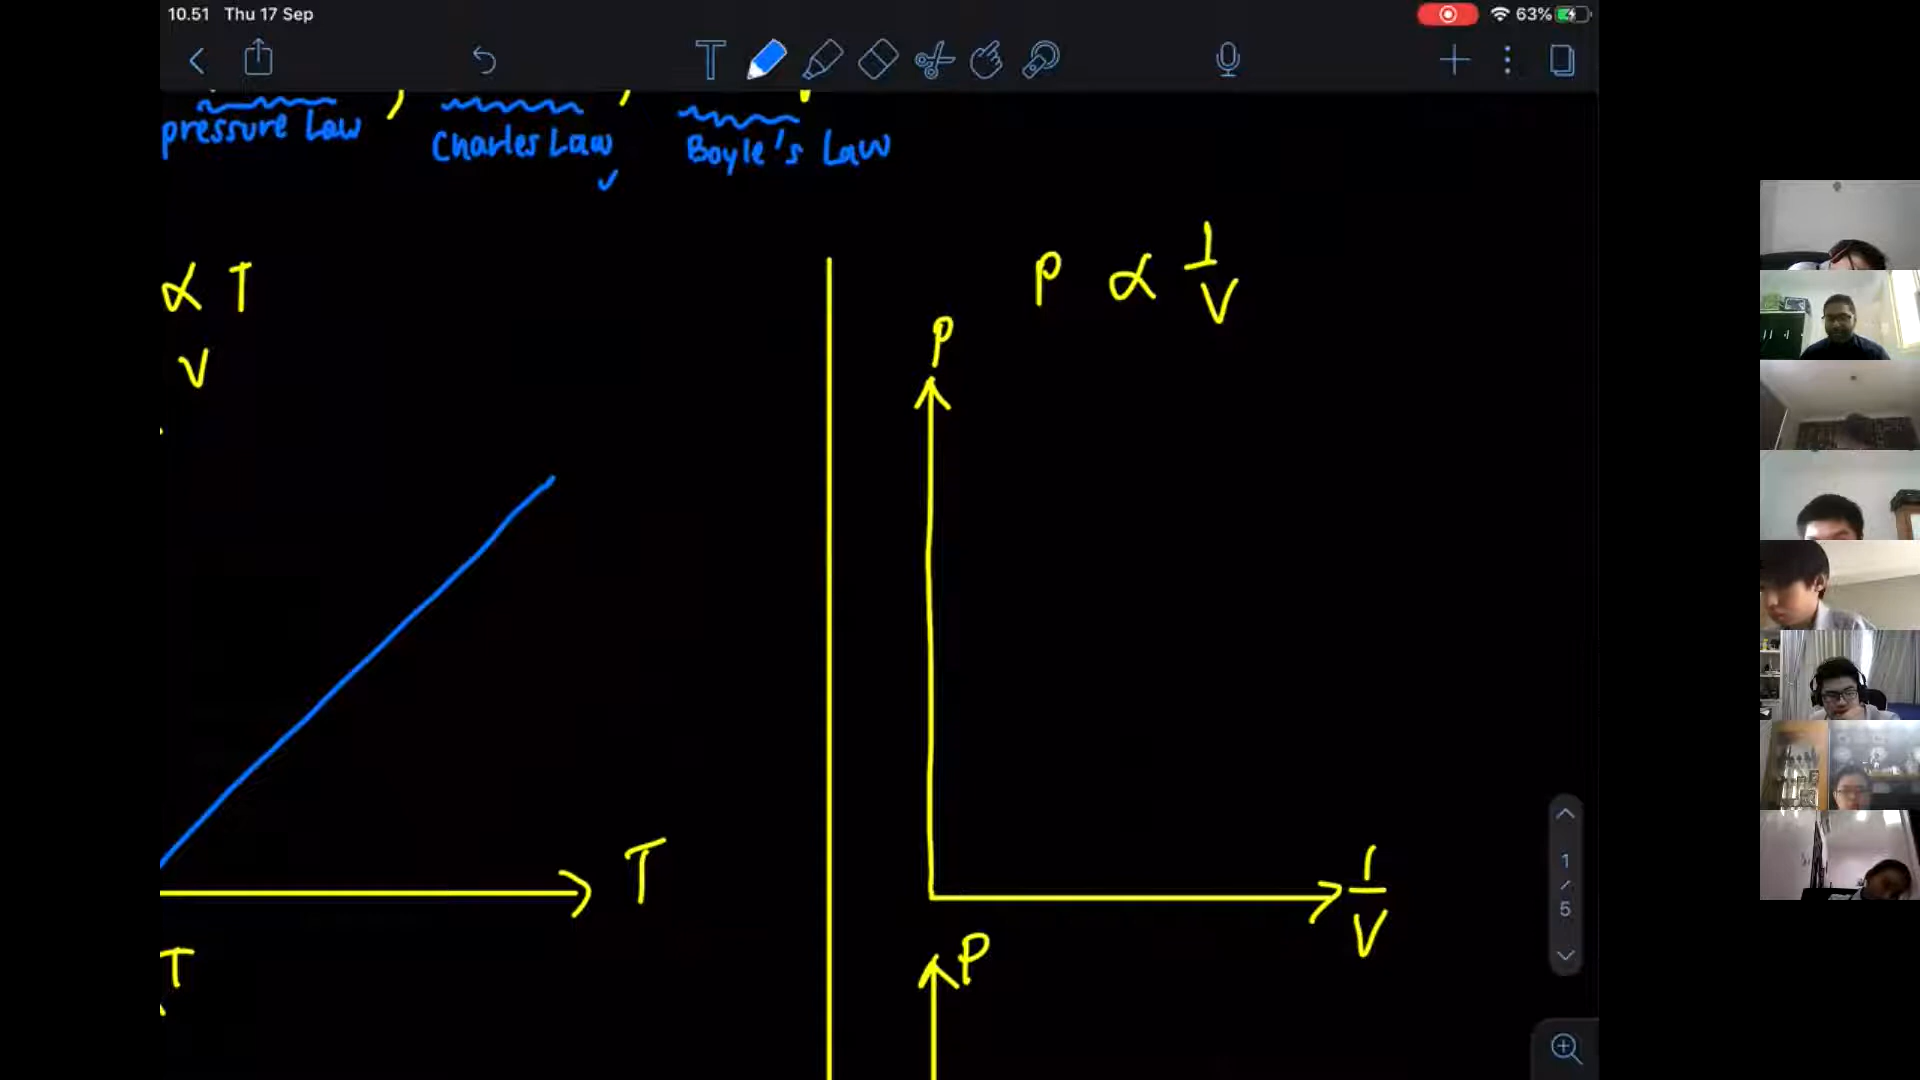 10.51 Thu 17 Sep
63%
T
pressure Law , Charles Law , Boyle's Law
∝ T
V
P ∝ 1/V
P
T
1/V
T
P
1
/
5